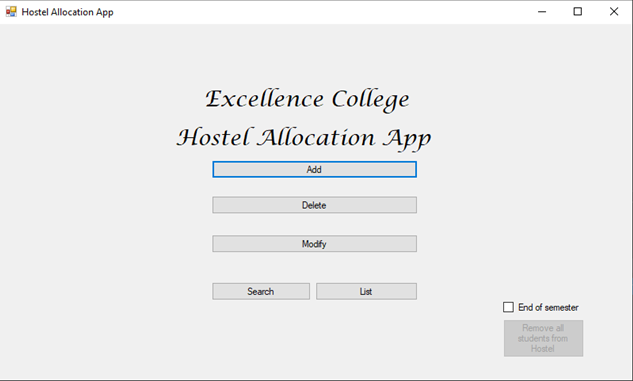 Hostel Allocation App
Excellence College
Hostel Allocation App
Add
Delete
Modify
Search List
End of semester
Remove all
students from
Hostel